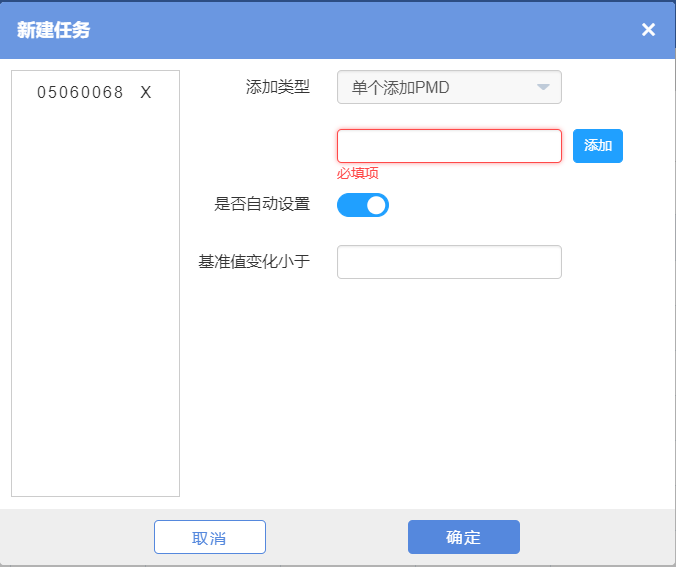 新建任务 ×
05060068 X
添加类型 单个添加PMD
添加
必填项
是否自动设置
基准值变化小于
取消 确定